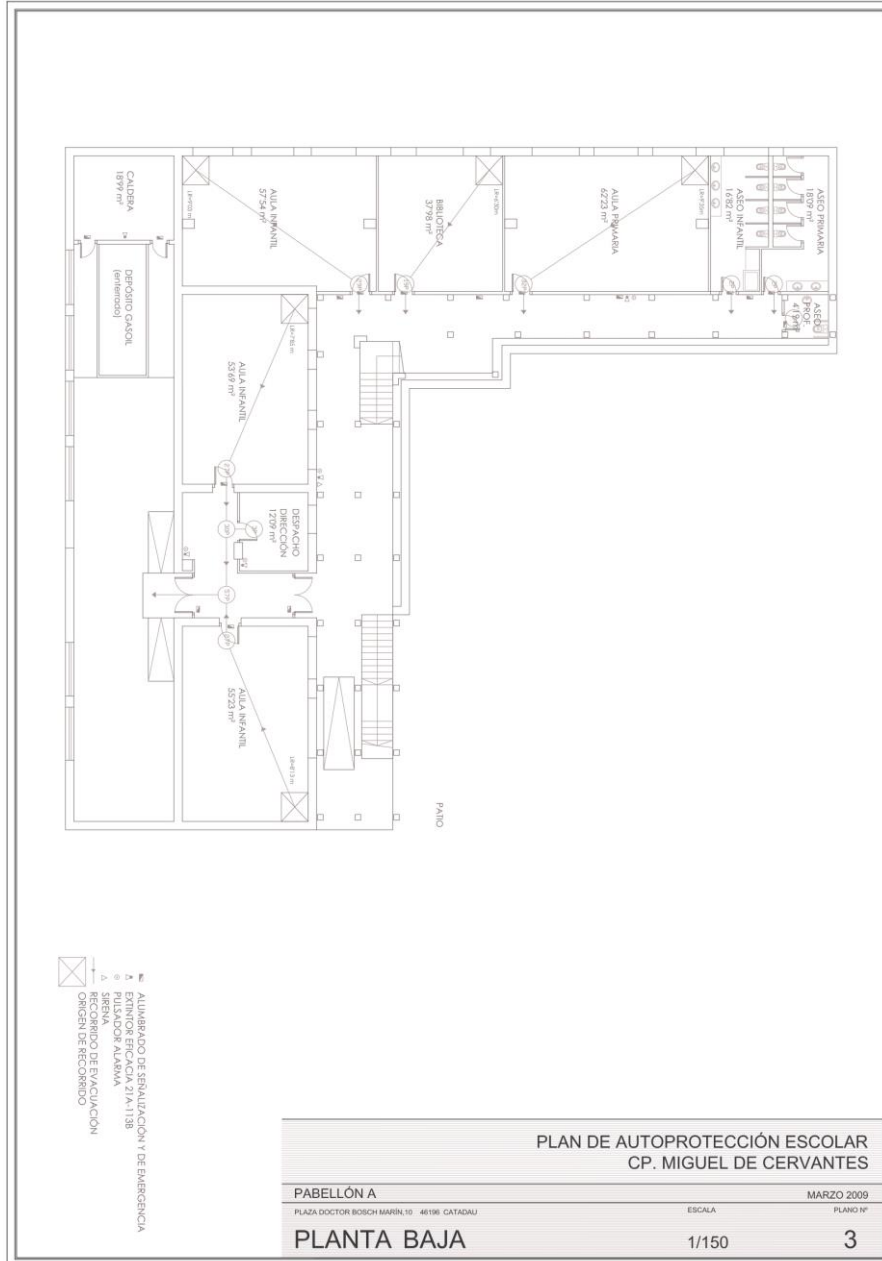 CALDERA
18'99 m²
DEPÓSITO GASOIL
(enterrado)
AULA INFANTIL
57'54 m²
BIBLIOTECA
37'98 m²
AULA PRIMARIA
62'23 m²
ASEO INFANTIL
16'82 m²
ASEO PRIMARIA
18'09 m²
ASEO
PROF.
AULA INFANTIL
53'69 m²
DESPACHO
DIRECCIÓN
12'09 m²
AULA INFANTIL
55'23 m²
PATIO
ALUMBRADO DE SEÑALIZACIÓN Y DE EMERGENCIA
EXTINTOR EFICACIA 21A-113B
PULSADOR ALARMA
SIRENA
RECORRIDO DE EVACUACIÓN
ORIGEN DE RECORRIDO
PLAN DE AUTOPROTECCIÓN ESCOLAR
CP. MIGUEL DE CERVANTES
PABELLÓN A
MARZO 2009
PLAZA DOCTOR BOSCH MARÍN,10 46196 CATADAU
ESCALA
PLANO Nº
PLANTA BAJA
1/150
3